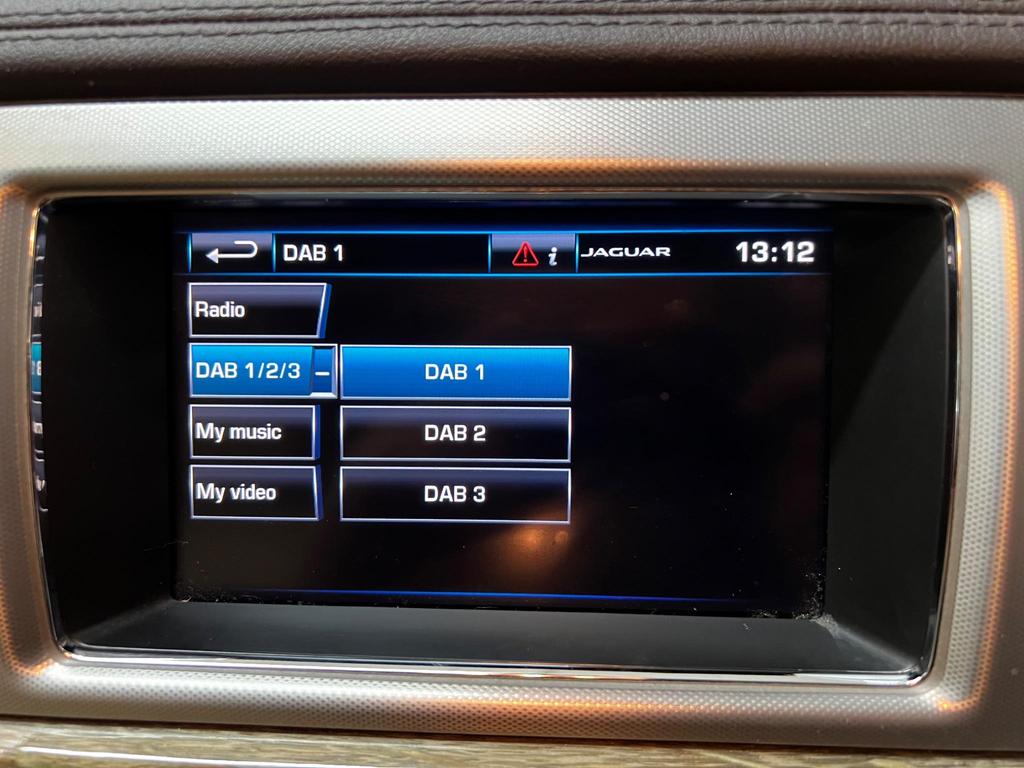 DAB 1
i
JAGUAR
13:12
Radio
DAB 1/2/3
DAB 1
My music
DAB 2
My video
DAB 3